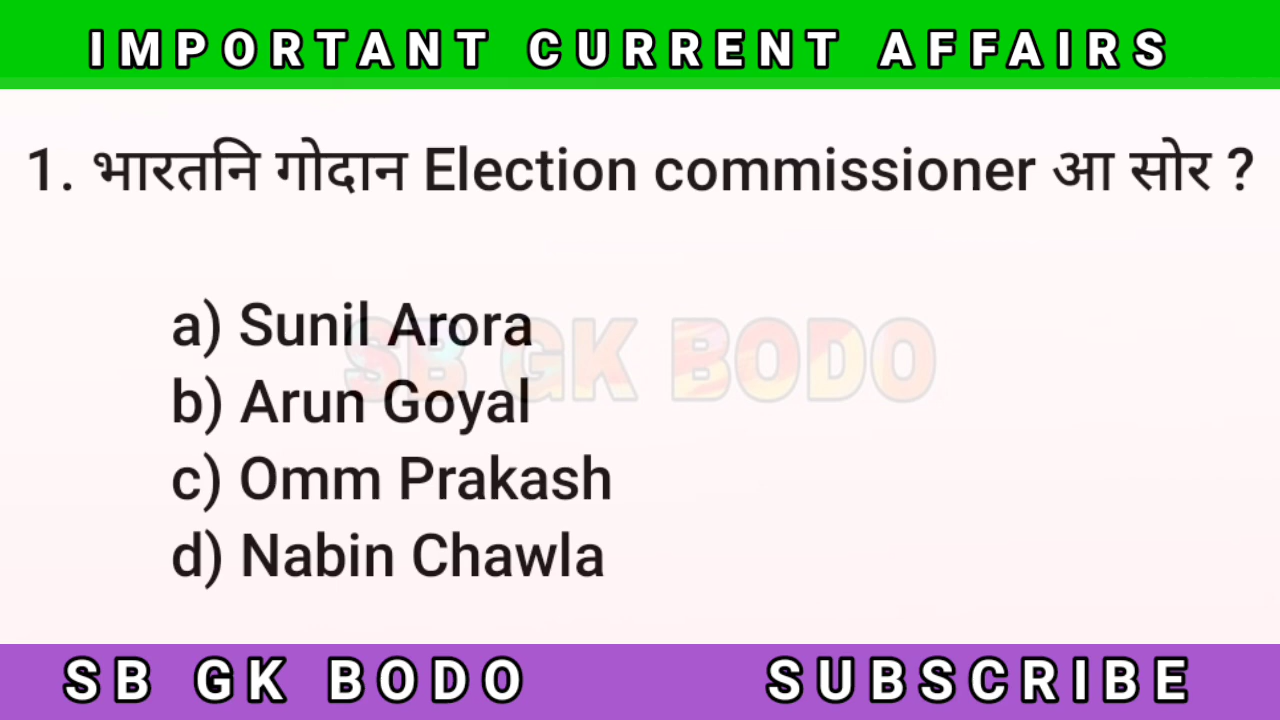 IMPORTANT CURRENT AFFAIRS
1. भारतनि गोदान Election commissioner आ सोर ?
a) Sunil Arora
SB GK BODO
b) Arun Goyal
c) Omm Prakash
d) Nabin Chawla
SB GK BODO SUBSCRIBE